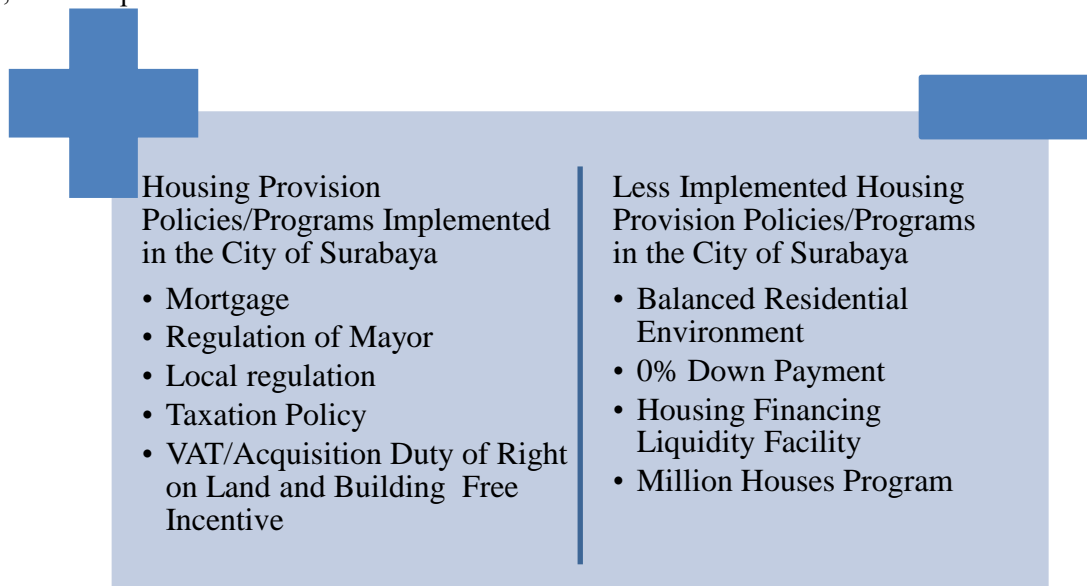 Housing Provision
Policies/Programs Implemented
in the City of Surabaya
• Mortgage
• Regulation of Mayor
• Local regulation
• Taxation Policy
• VAT/Acquisition Duty of Right
on Land and Building Free
Incentive
Less Implemented Housing
Provision Policies/Programs
in the City of Surabaya
• Balanced Residential
Environment
• 0% Down Payment
• Housing Financing
Liquidity Facility
• Million Houses Program